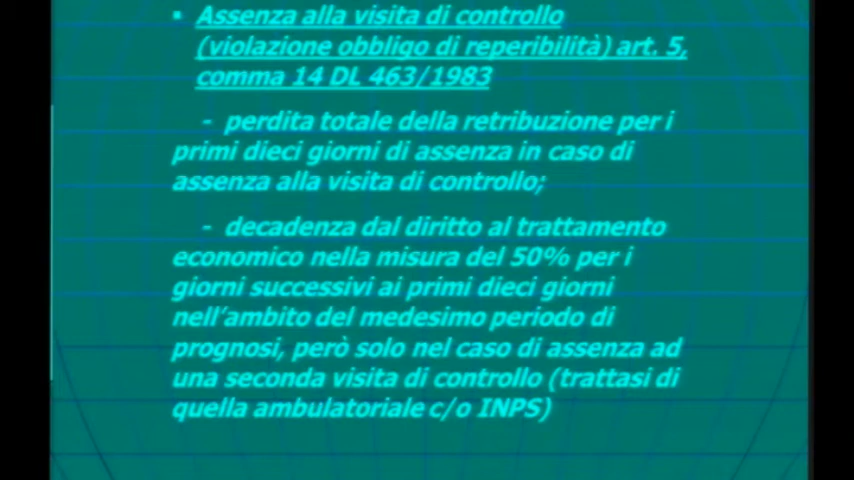 ▪ Assenza alla visita di controllo
(violazione obbligo di reperibilità) art. 5,
comma 14 DL 463/1983
- perdita totale della retribuzione per i
primi dieci giorni di assenza in caso di
assenza alla visita di controllo;
- decadenza dal diritto al trattamento
economico nella misura del 50% per i
giorni successivi ai primi dieci giorni
nell'ambito del medesimo periodo di
prognosi, però solo nel caso di assenza ad
una seconda visita di controllo (trattasi di
quella ambulatoriale c/o INPS)